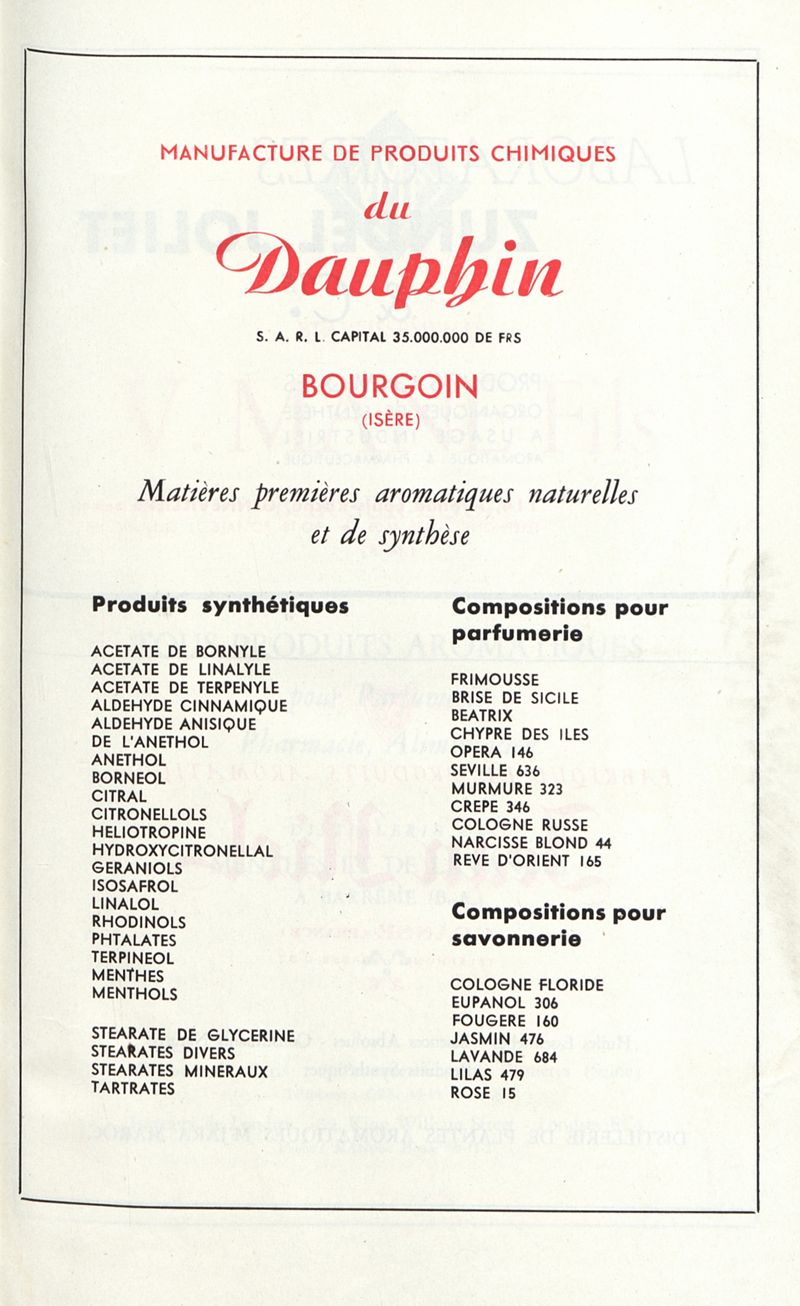 MANUFACTURE DE PRODUITS CHIMIQUES
du
Dauphin
S. A. R. L. CAPITAL 35.000.000 DE FRS
BOURGOIN
(ISÈRE)
Matières premières aromatiques naturelles
et de synthèse
Produits synthétiques
ACETATE DE BORNYLE
ACETATE DE LINALYLE
ACETATE DE TERPENYLE
ALDEHYDE CINNAMIQUE
ALDEHYDE ANISIQUE
DE L'ANETHOL
ANETHOL
BORNEOL
CITRAL
CITRONELLOLS
HELIOTROPINE
HYDROXYCITRONELLAL
GERANIOLS
ISOSAFROL
LINALOL
RHODINOLS
PHTALATES
TERPINEOL
MENTHES
MENTHOLS
STEARATE DE GLYCERINE
STEARATES DIVERS
STEARATES MINERAUX
TARTRATES
Compositions pour
parfumerie
FRIMOUSSE
BRISE DE SICILE
BEATRIX
CHYPRE DES ILES
OPERA 146
SEVILLE 636
MURMURE 323
CREPE 346
COLOGNE RUSSE
NARCISSE BLOND 44
REVE D'ORIENT 165
Compositions pour
savonnerie
COLOGNE FLORIDE
EUPANOL 306
FOUGERE 160
JASMIN 476
LAVANDE 684
LILAS 479
ROSE 15